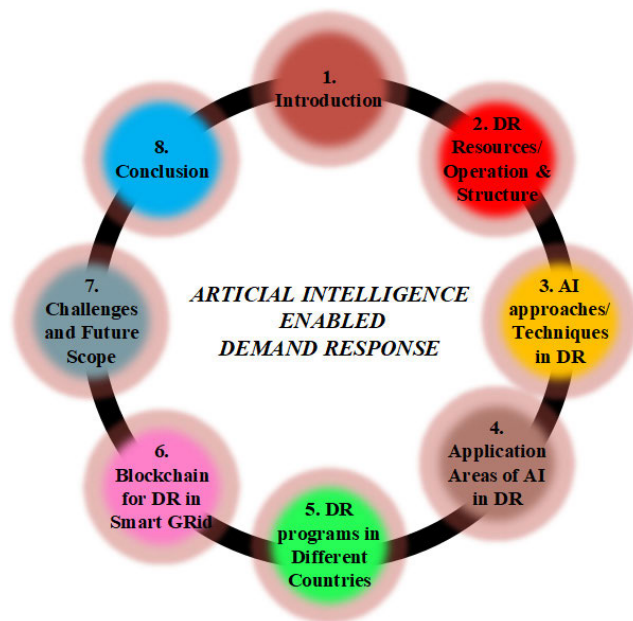 1.
Introduction
2. DR
Resources/
Operation &
Structure
3. AI
approaches/
Techniques
in DR
4.
Application
Areas of AI
in DR
5. DR
programs in
Different
Countries
6.
Blockchain
for DR in
Smart GRid
7.
Challenges
and Future
Scope
8.
Conclusion
ARTICIAL INTELLIGENCE
ENABLED
DEMAND RESPONSE